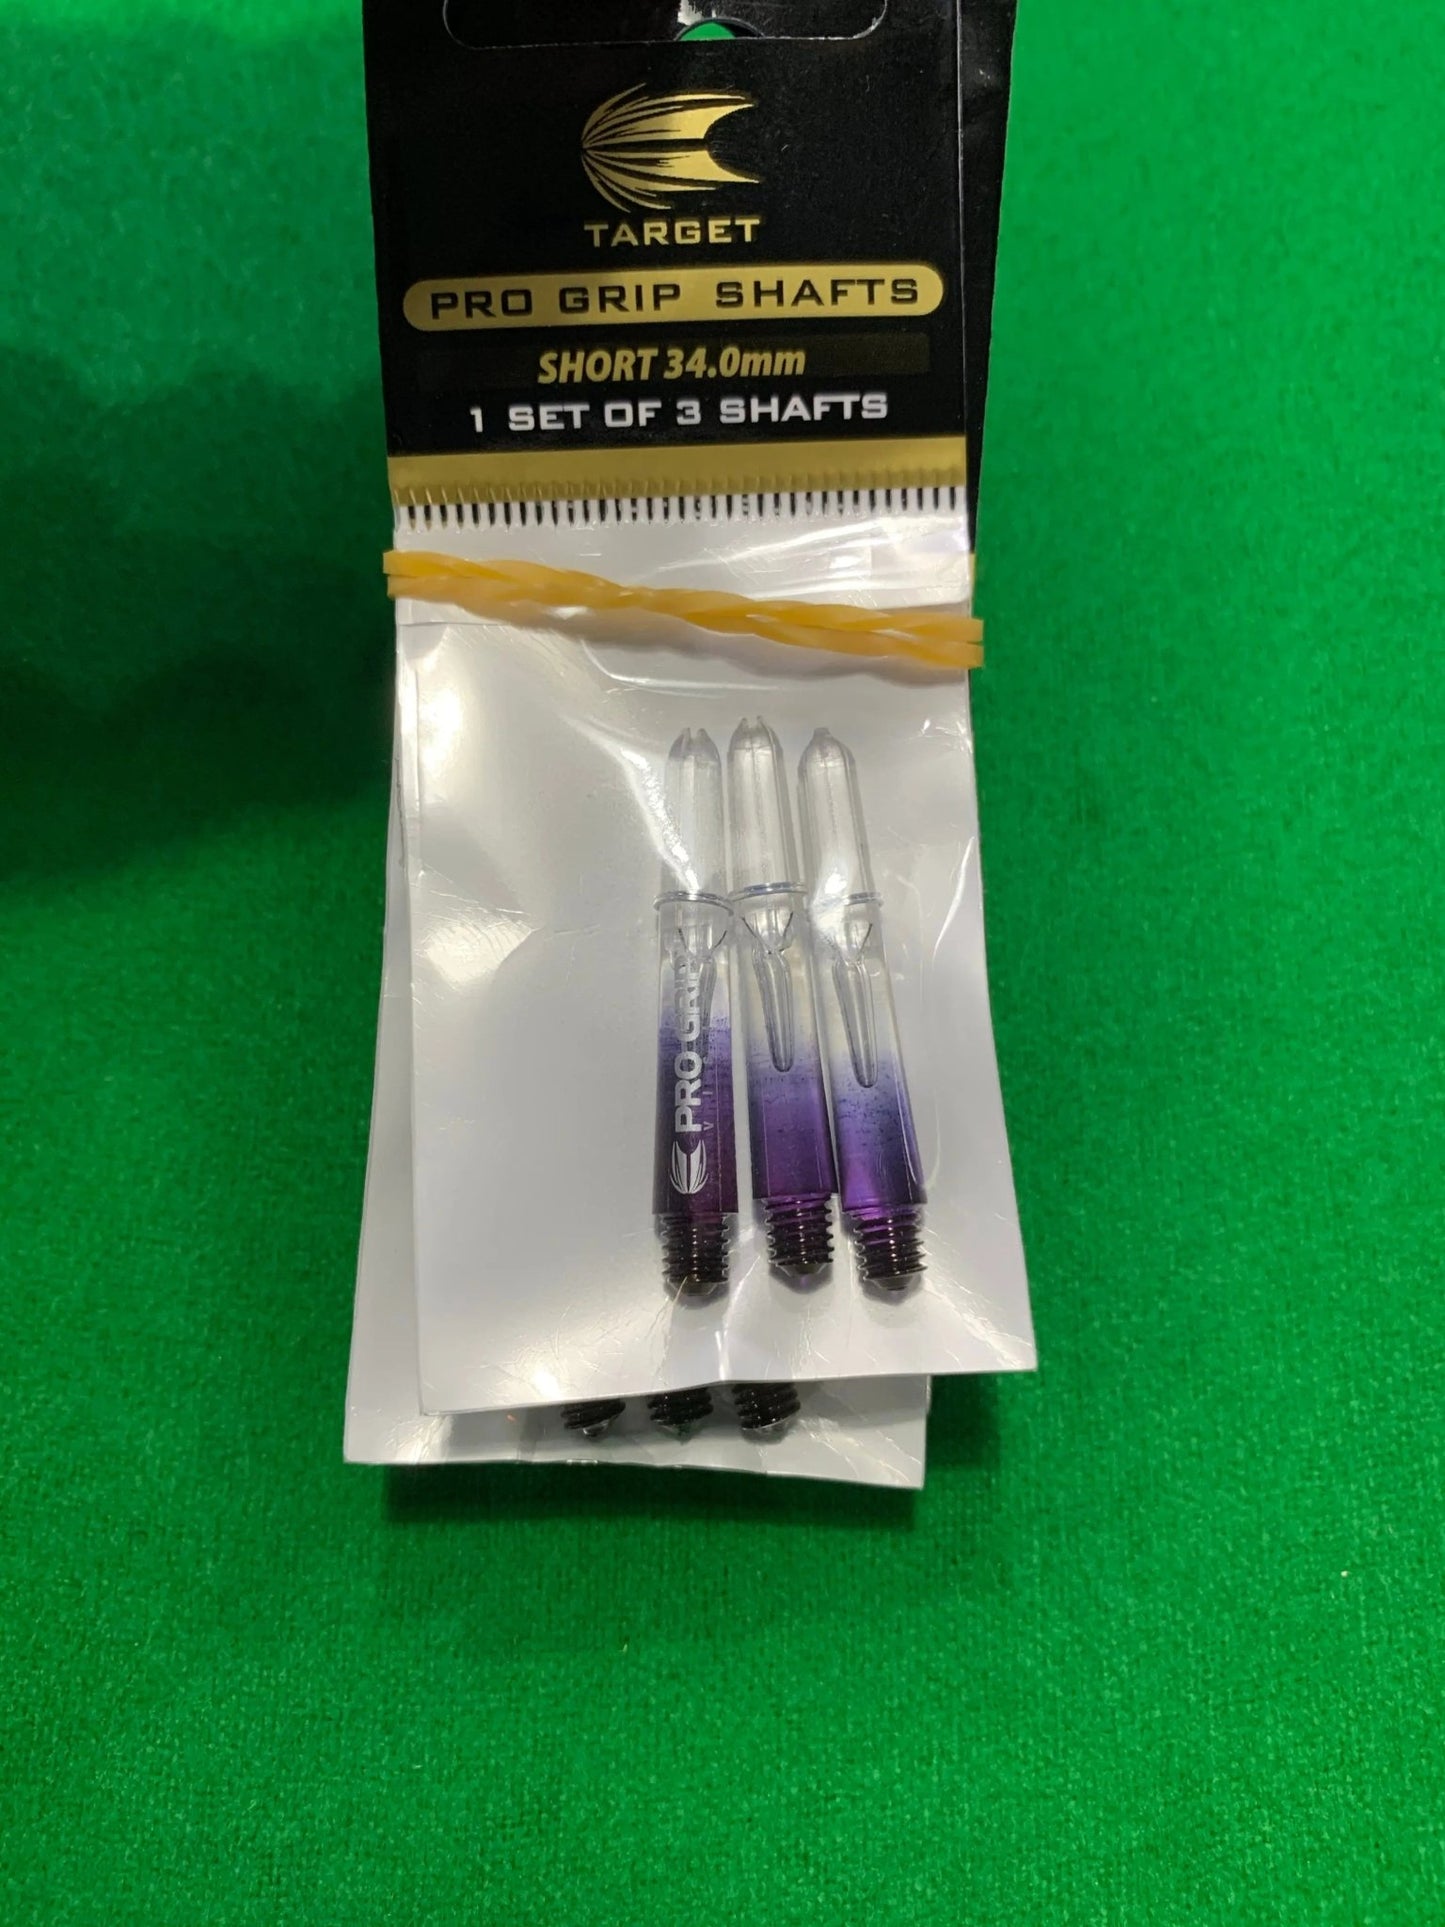 TARGET
PRO GRIP SHAFTS
SHORT 34.0mm
1 SET OF 3 SHAFTS
PRO GRIP